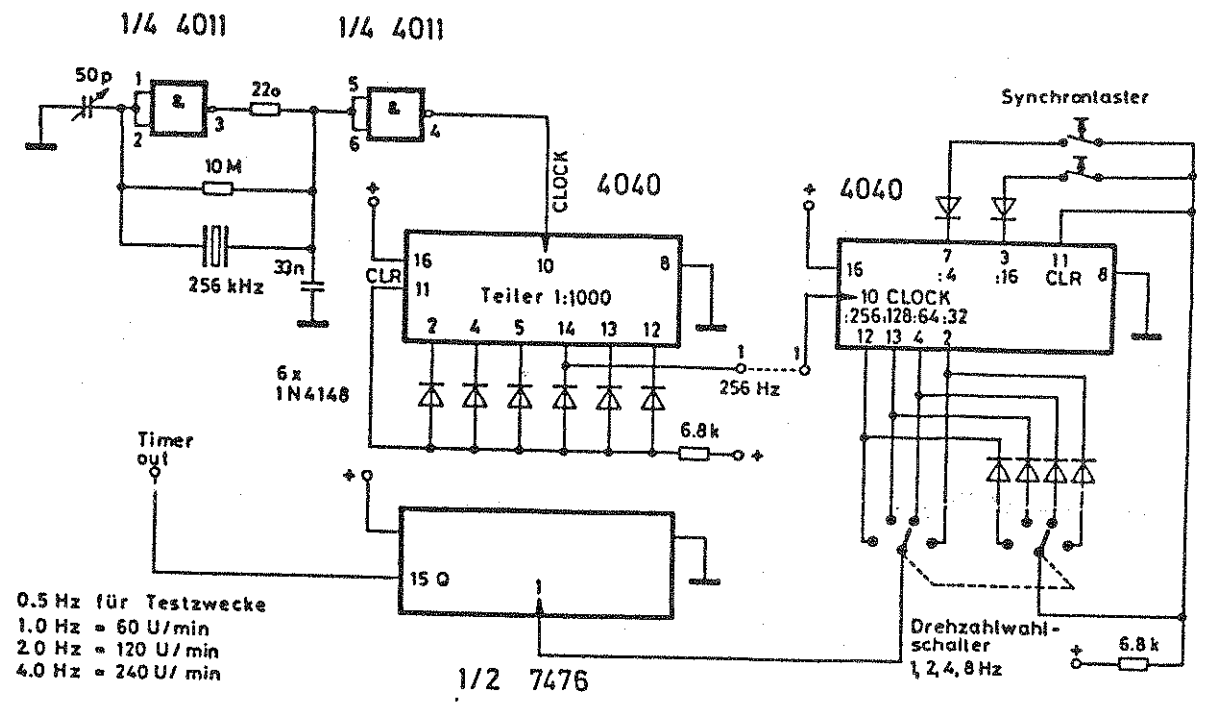 1/4 4011
1/4 4011
50p
1
2
&
3
22o
5
6
&
4
10 M
256 kHz
33n
CLOCK
Synchrontaster
4040
+
16
CLR
11
10
8
Teiler 1:1000
2 4 5 14 13 12
6 x
1N4148
6.8k
+
1
1
256 Hz
4040
+
16
7
:4
3
:16
11
CLR
8
10 CLOCK
:256:128:64:32
12 13 4 2
Timer
out
+
15 Q
1
1/2 7476
0.5 Hz für Testzwecke
1.0 Hz = 60 U/min
2.0 Hz = 120 U/min
4.0 Hz = 240 U/min
Drehzahlwahl-
schalter
1, 2, 4, 8 Hz
+
6.8k